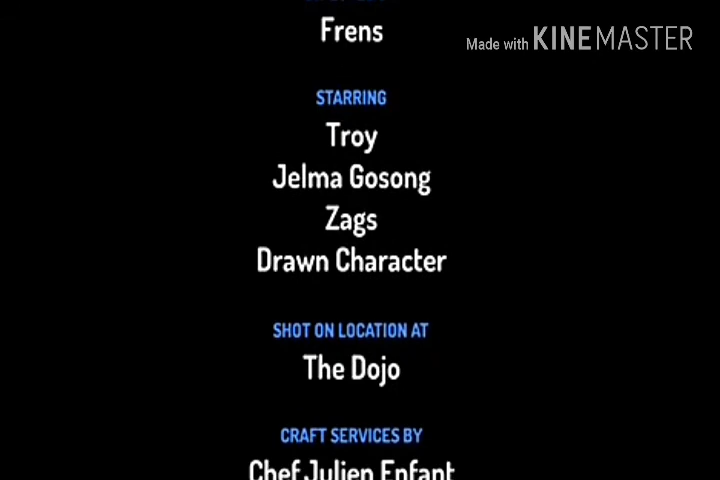 Frens
Made with KINEMASTER
STARRING
Troy
Jelma Gosong
Zags
Drawn Character
SHOT ON LOCATION AT
The Dojo
CRAFT SERVICES BY
Chef Julien Enfant